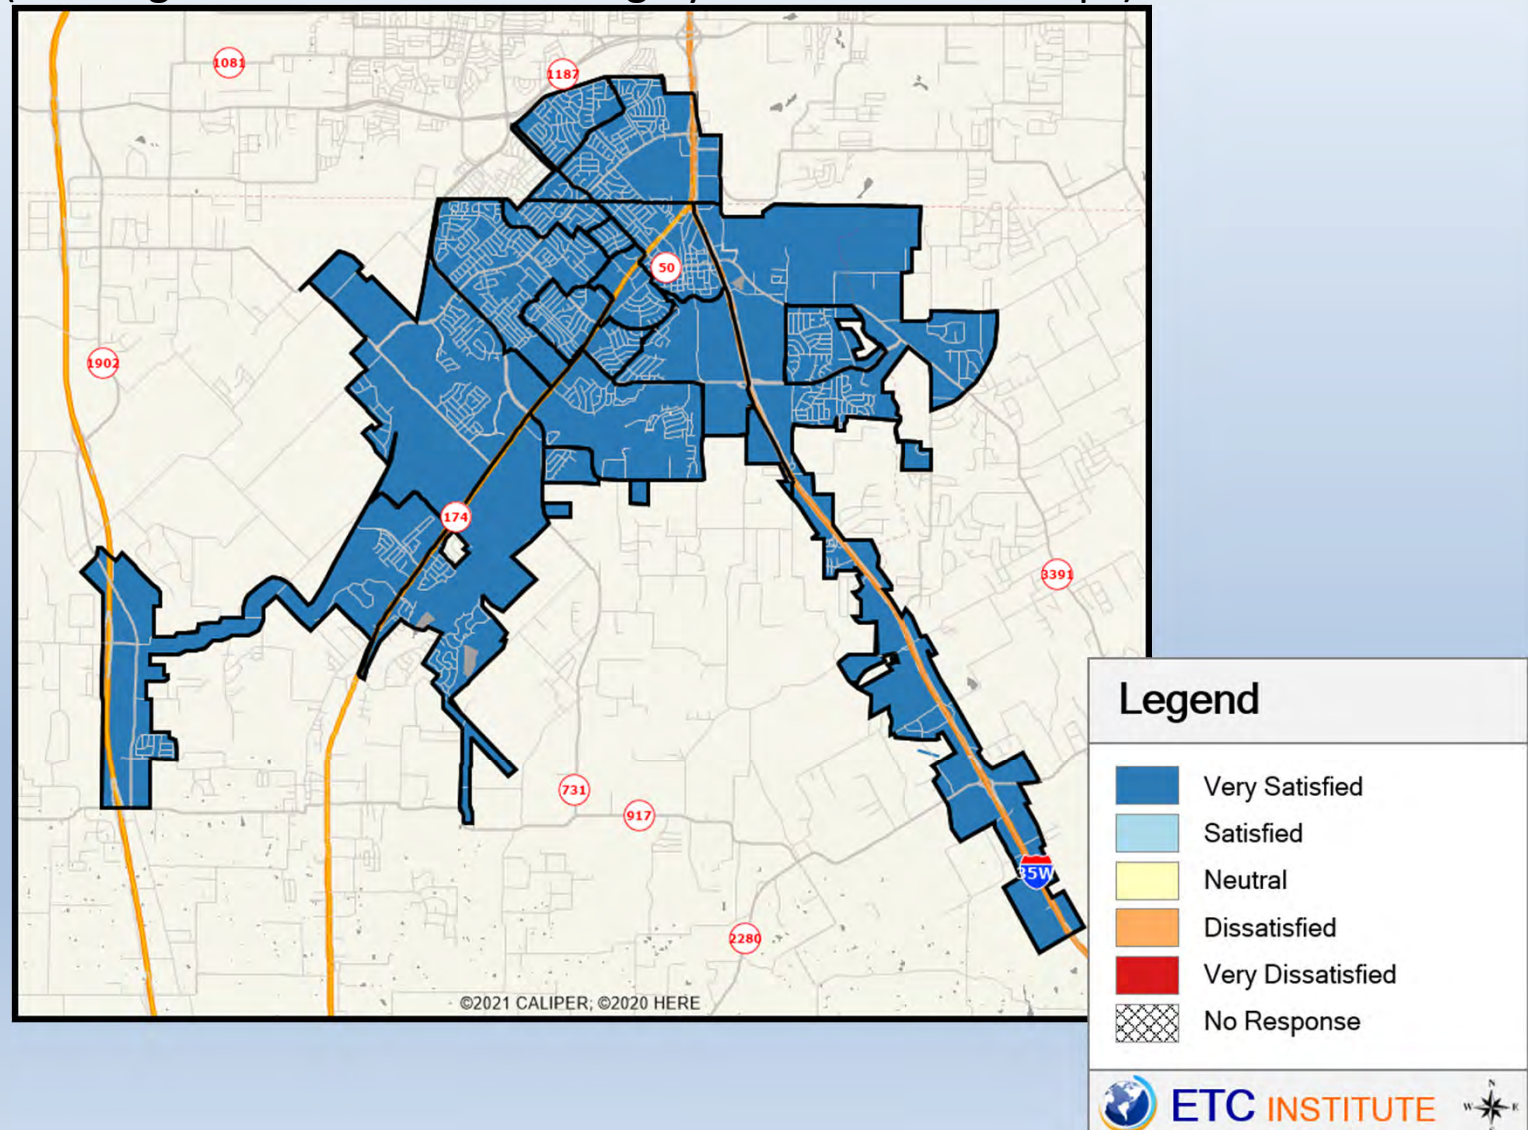 1081
1187
50
1902
174
3391
731
917
35W
2280
©2021 CALIPER; ©2020 HERE
Legend
Very Satisfied
Satisfied
Neutral
Dissatisfied
Very Dissatisfied
No Response
ETC INSTITUTE
N
W E